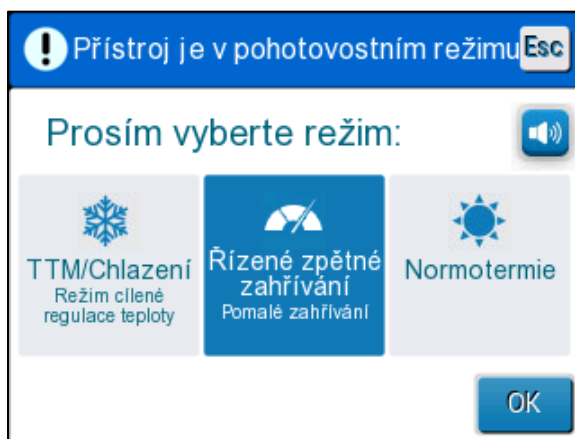 Přístroj je v pohotovostním režimu
Esc
Prosím vyberte režim:
TTM/Chlazení
Režim cílené
regulace teploty
Řízené zpětné
zahřívání
Pomalé zahřívání
Normotermie
OK